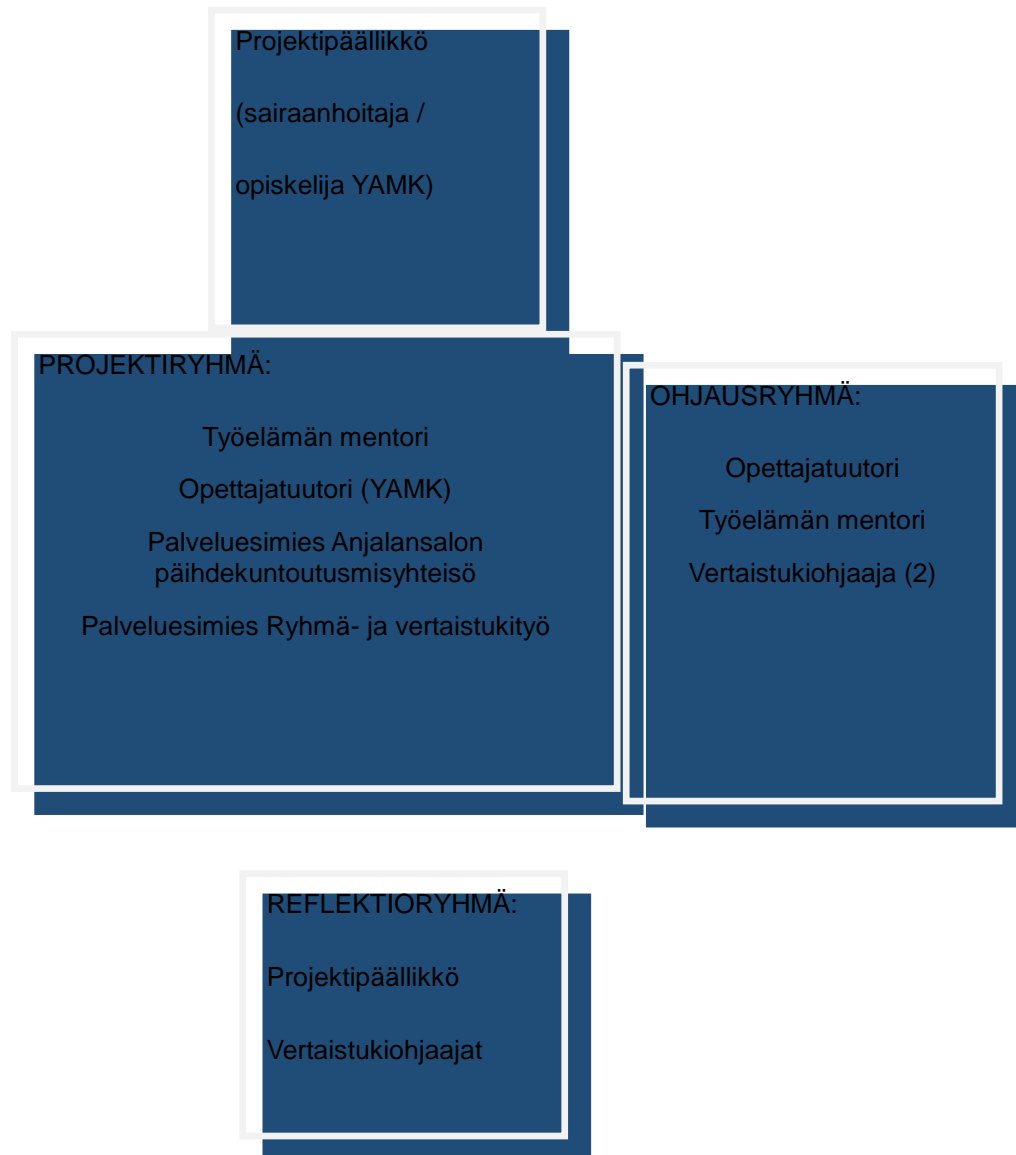 Projektipäällikkö
(sairaanhoitaja /
opiskelija YAMK)
PROJEKTIRYHMÄ:
Työelämän mentori
Opettajatuutori (YAMK)
Palveluesimies Anjalansalon
päihdekuntoutusmisyhteisö
Palveluesimies Ryhmä- ja vertaistukityö
OHJAUSRYHMÄ:
Opettajatuutori
Työelämän mentori
Vertaistukiohjaaja (2)
REFLEKTIORYHMÄ:
Projektipäällikkö
Vertaistukiohjaajat